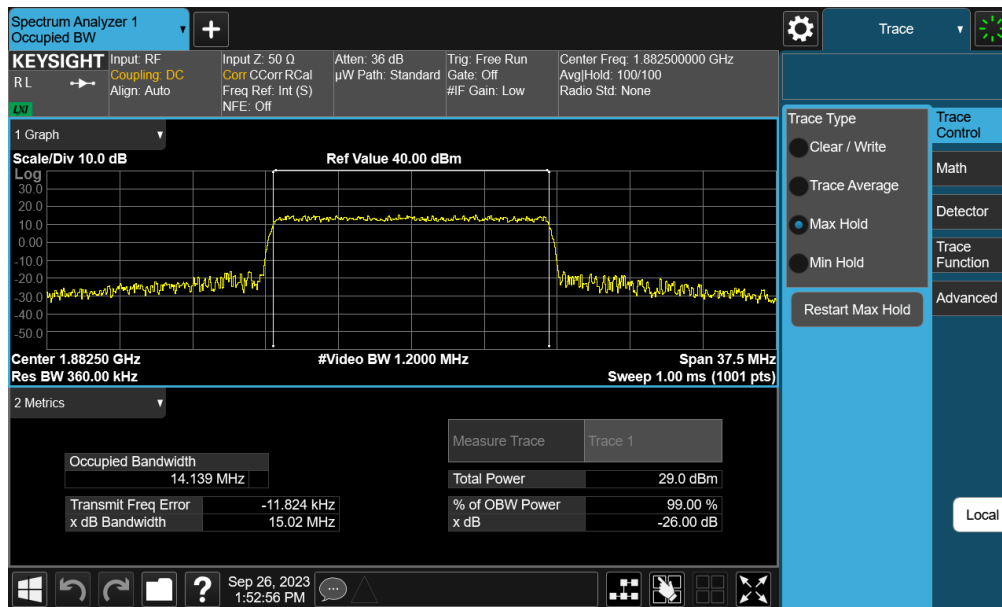 Spectrum Analyzer 1
Occupied BW
+
Trace
KEYSIGHT Input: RF Input Z: 50 Ω Atten: 36 dB Trig: Free Run Center Freq: 1.882500000 GHz
R L Coupling: DC Corr CCorr RCal µW Path: Standard Gate: Off Avg|Hold: 100/100
Align: Auto Freq Ref: Int (S) #IF Gain: Low Radio Std: None
LXI NFE: Off
1 Graph
Scale/Div 10.0 dB Ref Value 40.00 dBm
Log
30.0
20.0
10.0
0.00
-10.0
-20.0
-30.0
-40.0
-50.0
Center 1.88250 GHz #Video BW 1.2000 MHz Span 37.5 MHz
Res BW 360.00 kHz Sweep 1.00 ms (1001 pts)
2 Metrics
Measure Trace Trace 1
Occupied Bandwidth
14.139 MHz
Total Power 29.0 dBm
Transmit Freq Error -11.824 kHz % of OBW Power 99.00 %
x dB Bandwidth 15.02 MHz x dB -26.00 dB
Trace Type
Clear / Write
Trace Average
Max Hold
Min Hold
Restart Max Hold
Trace
Control
Math
Detector
Trace
Function
Advanced
Local
?
Sep 26, 2023
1:52:56 PM